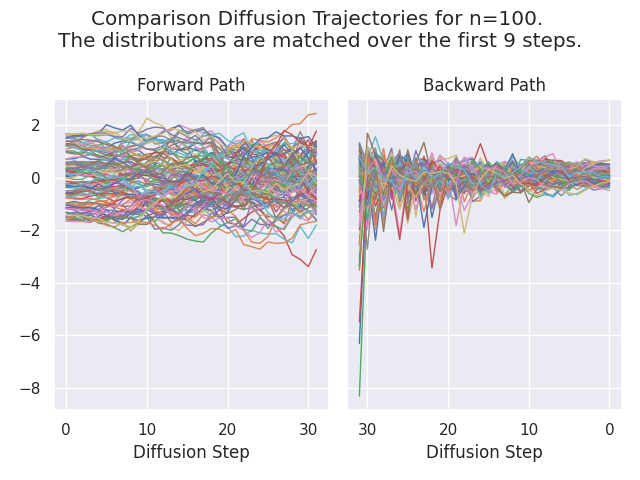 Comparison Diffusion Trajectories for n=100.
The distributions are matched over the first 9 steps.
Forward Path
Backward Path
2
0
−2
−4
−6
−8
0 10 20 30
30 20 10 0
Diffusion Step
Diffusion Step